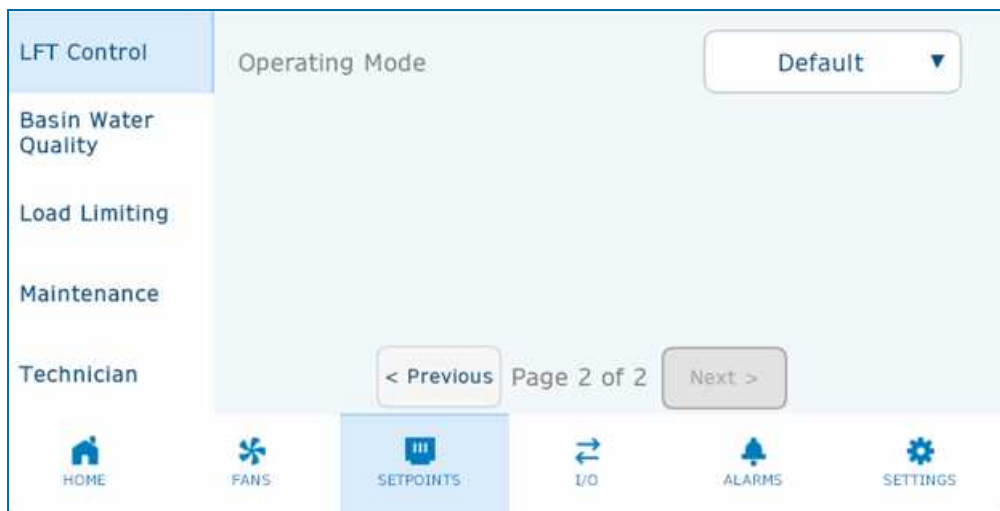 LFT Control
Basin Water
Quality
Load Limiting
Maintenance
Technician
Operating Mode
Default
< Previous
Page 2 of 2
Next >
HOME
FANS
SETPOINTS
I/O
ALARMS
SETTINGS